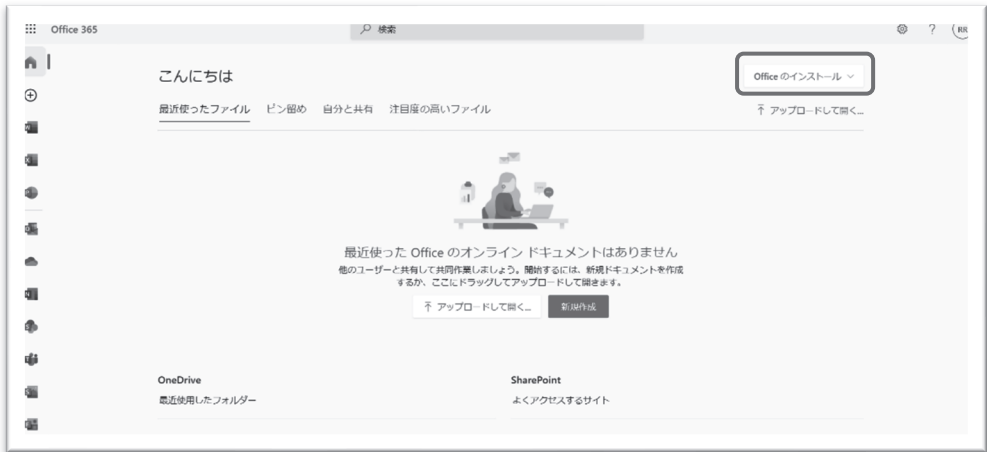 Office 365
検索
?
RR
こんにちは
Office のインストール
最近使ったファイル ピン留め 自分と共有 注目度の高いファイル
アップロードして開く...
最近使った Office のオンライン ドキュメントはありません
他のユーザーと共有して共同作業しましょう。開始するには、新規ドキュメントを作成
するか、ここにドラッグしてアップロードして開きます。
アップロードして開く... 新規作成
OneDrive
最近使用したフォルダー
SharePoint
よくアクセスするサイト